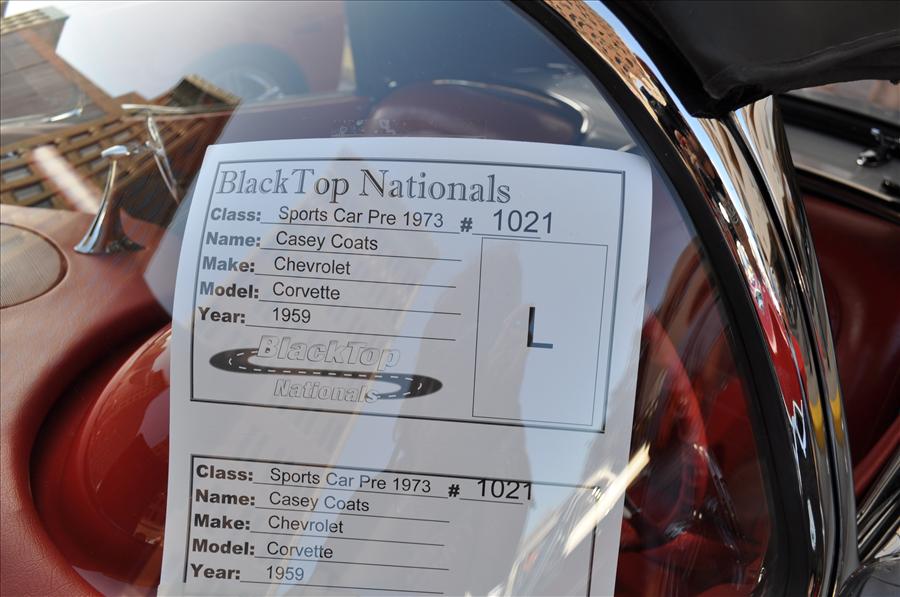 BlackTop Nationals
Class: Sports Car Pre 1973 # 1021
Name: Casey Coats
Make: Chevrolet
Model: Corvette
Year: 1959
L
BlackTop
Nationals
Class: Sports Car Pre 1973 # 1021
Name: Casey Coats
Make: Chevrolet
Model: Corvette
Year: 1959